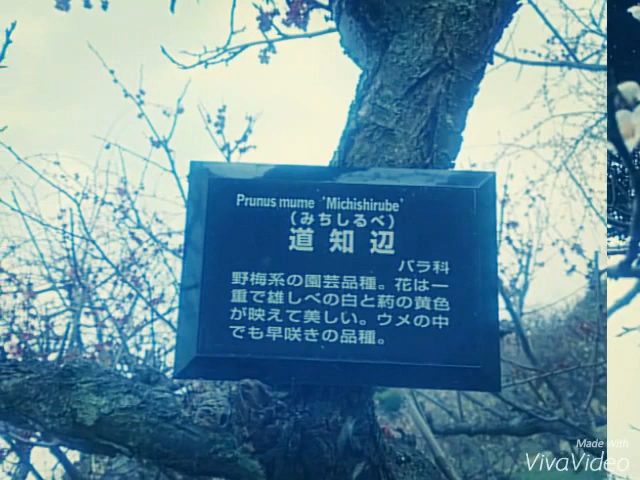 Prunus mume 'Michishirube'
（みちしるべ）
道知辺
バラ科
野梅系の園芸品種。花は一
重で雄しべの白と葯の黄色
が映えて美しい。ウメの中
でも早咲きの品種。
Made With
VivaVideo